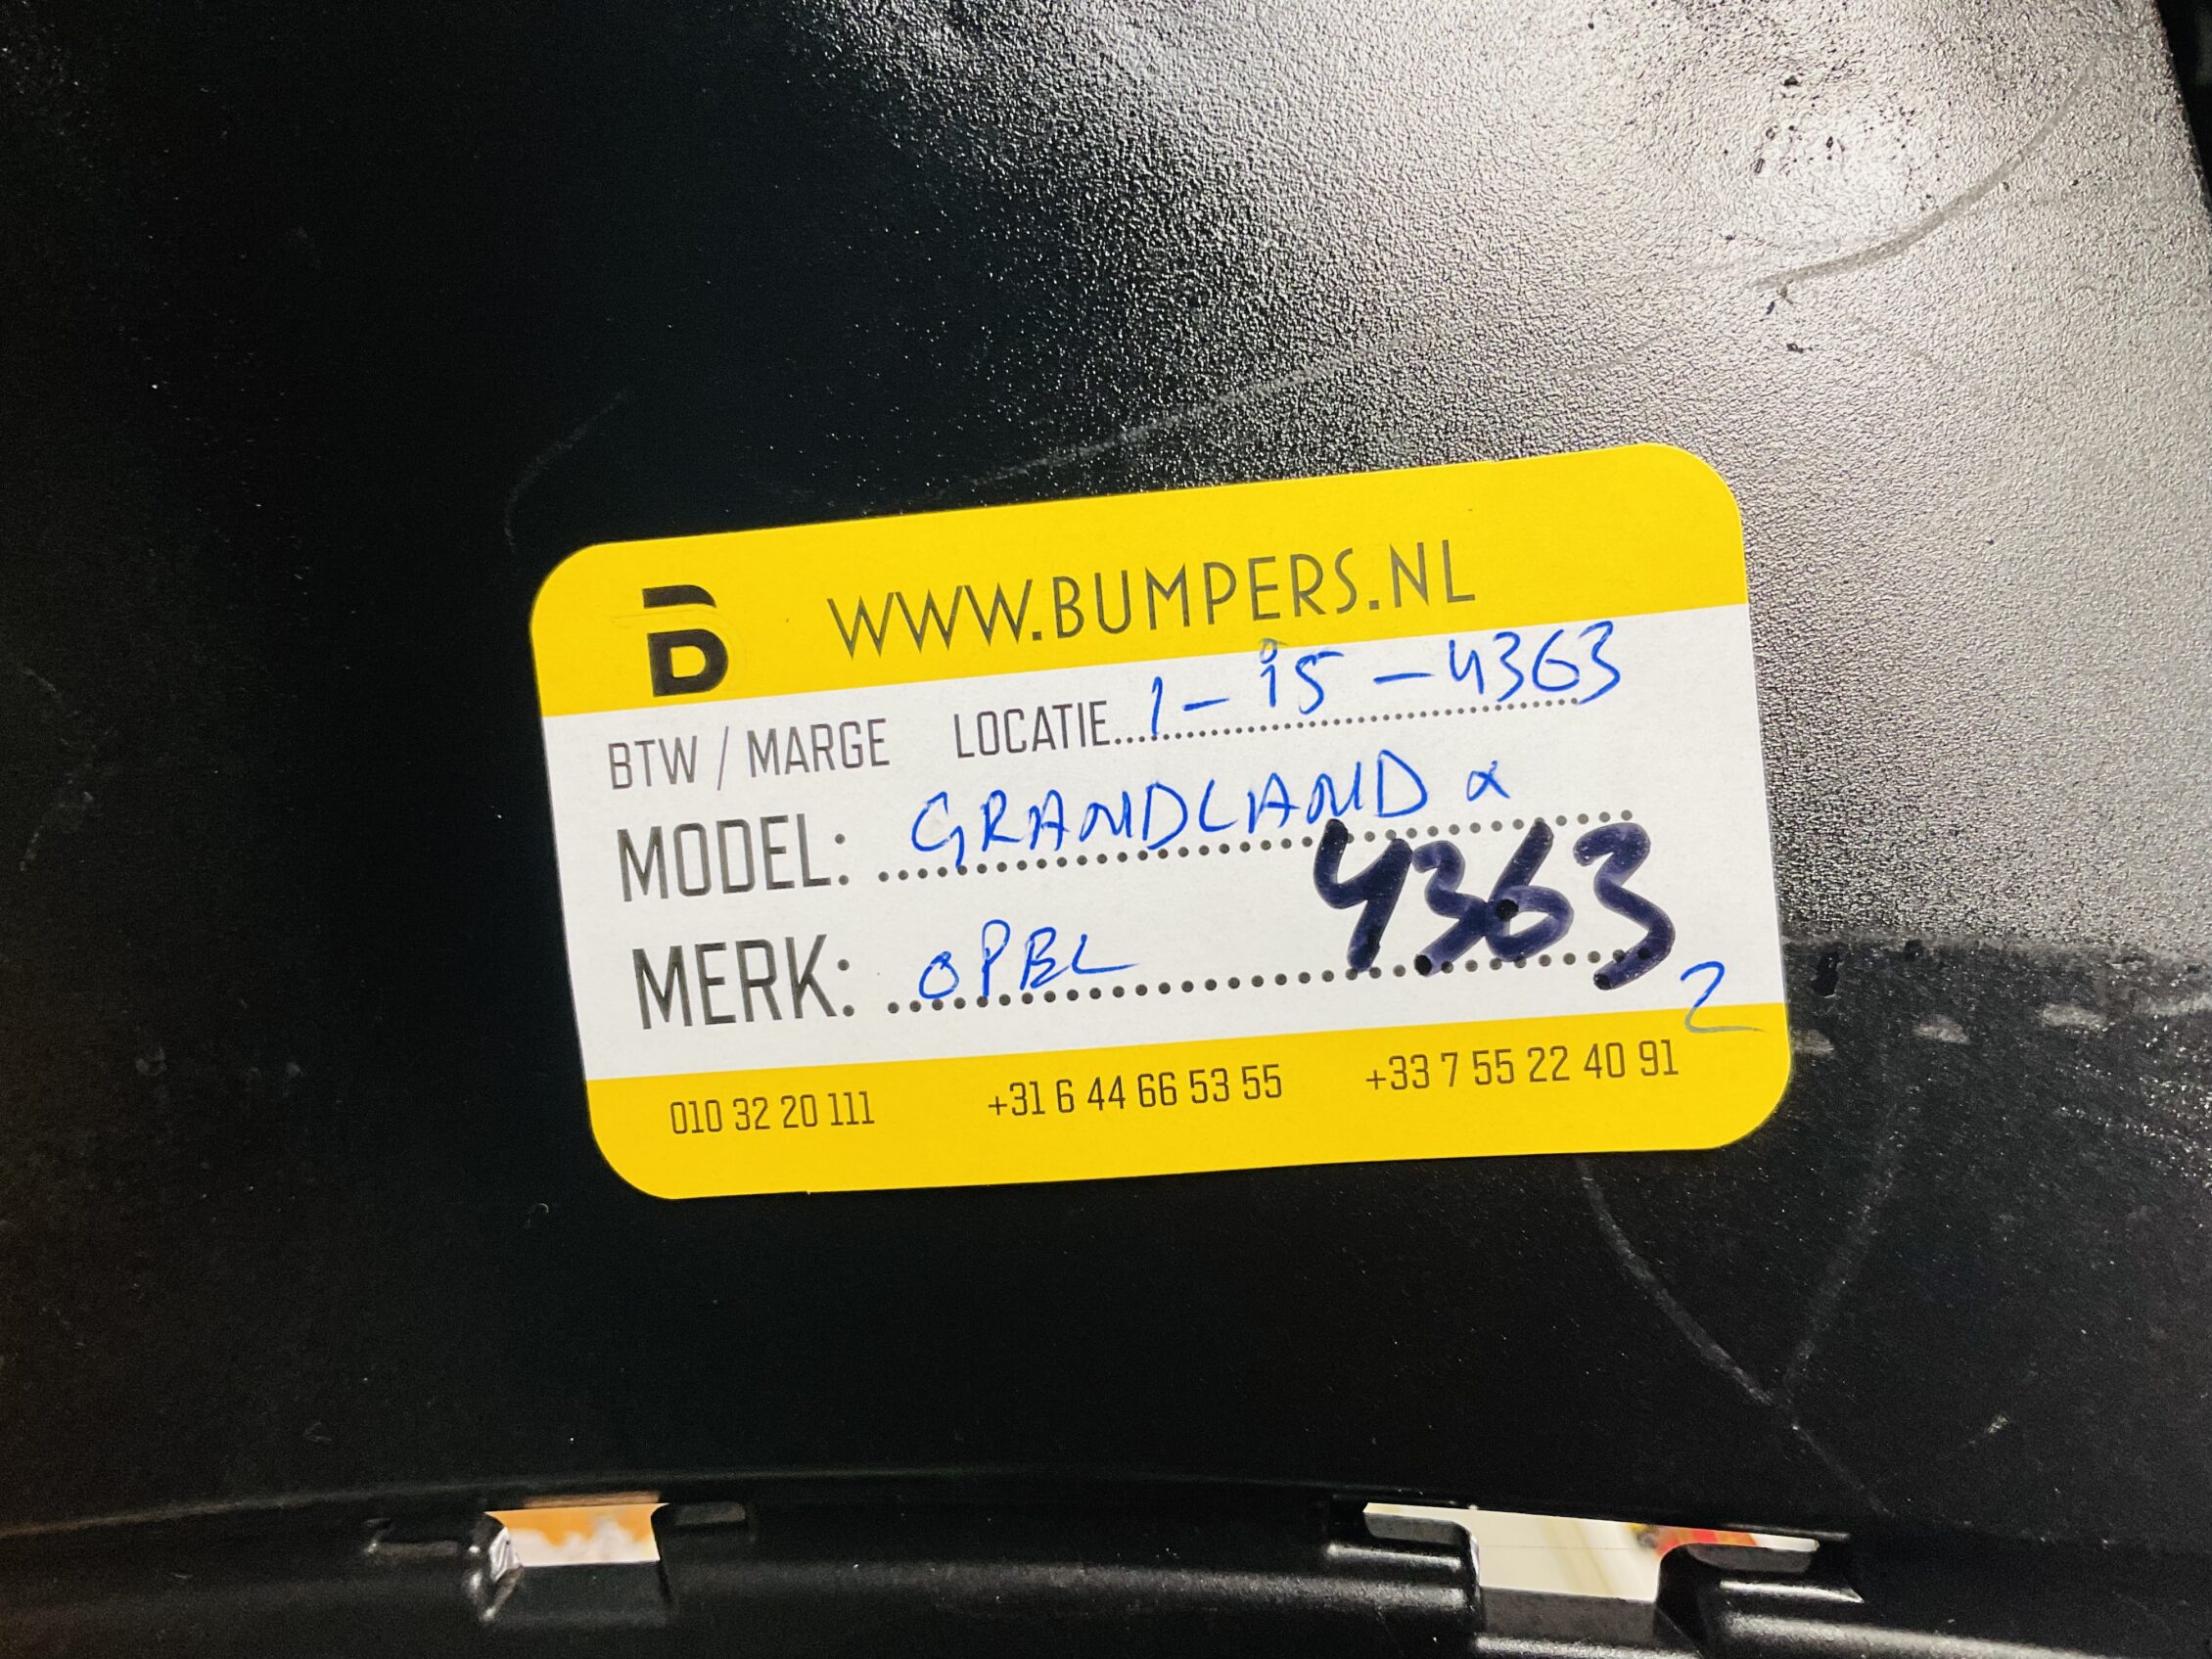 B WWW.BUMPERS.NL
BTW / MARGE LOCATIE 1 - i5 - 4363
MODEL: GRANDLAND x
4363
MERK: OPEL
2
010 32 20 111 +31 6 44 66 53 55 +33 7 55 22 40 91